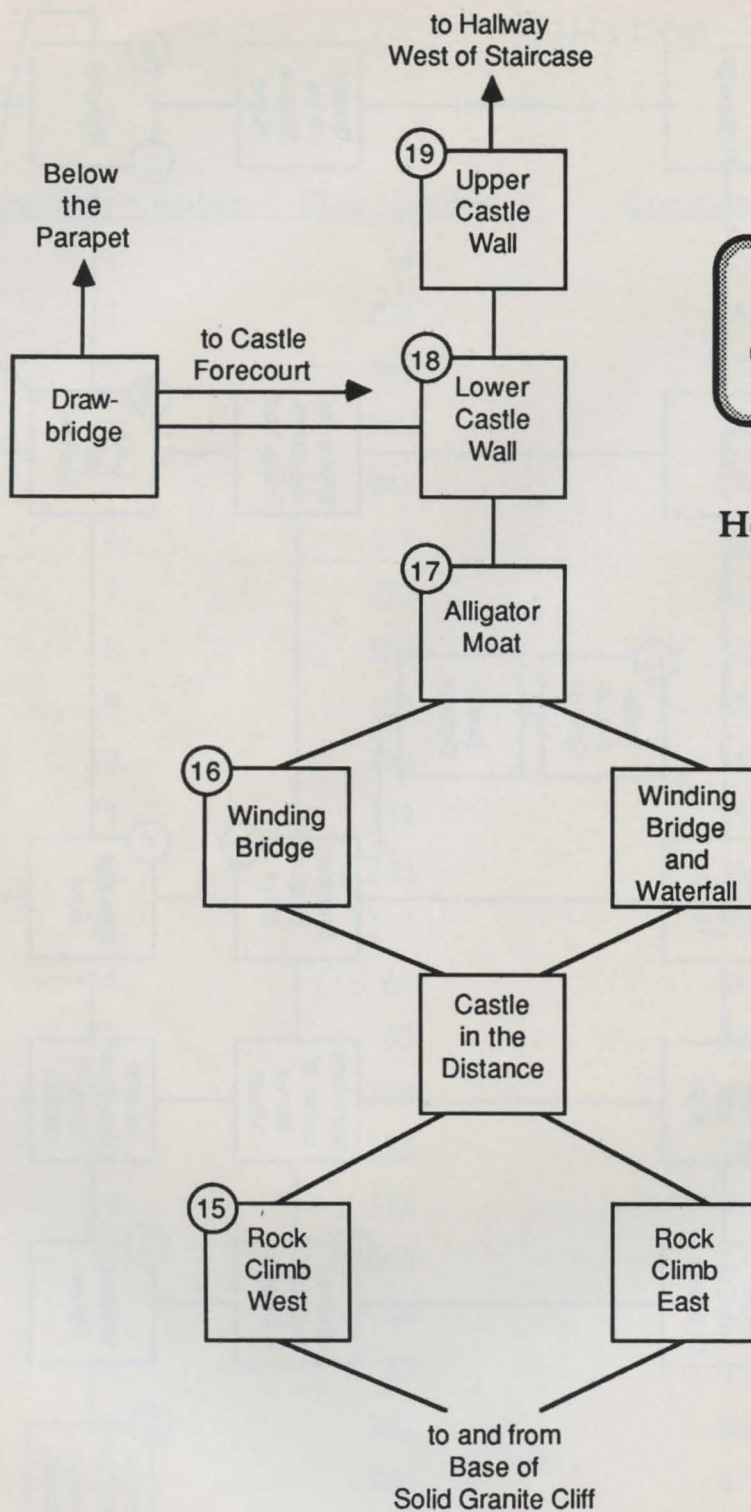 to Hallway
West of Staircase
19
Upper
Castle
Wall
Below
the
Parapet
to Castle
Forecourt
Draw-
bridge
18
Lower
Castle
Wall
17
Alligator
Moat
16
Winding
Bridge
Winding
Bridge
and
Waterfall
Castle
in the
Distance
15
Rock
Climb
West
Rock
Climb
East
to and from
Base of
Solid Granite Cliff